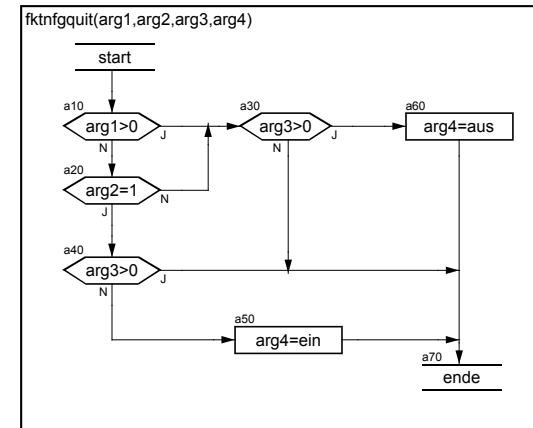 fktnfgquit(arg1,arg2,arg3,arg4)
start
a10
arg1>0
J
N
a30
arg3>0
J
N
a60
arg4=aus
a20
arg2=1
N
J
a40
arg3>0
J
N
a50
arg4=ein
a70
ende